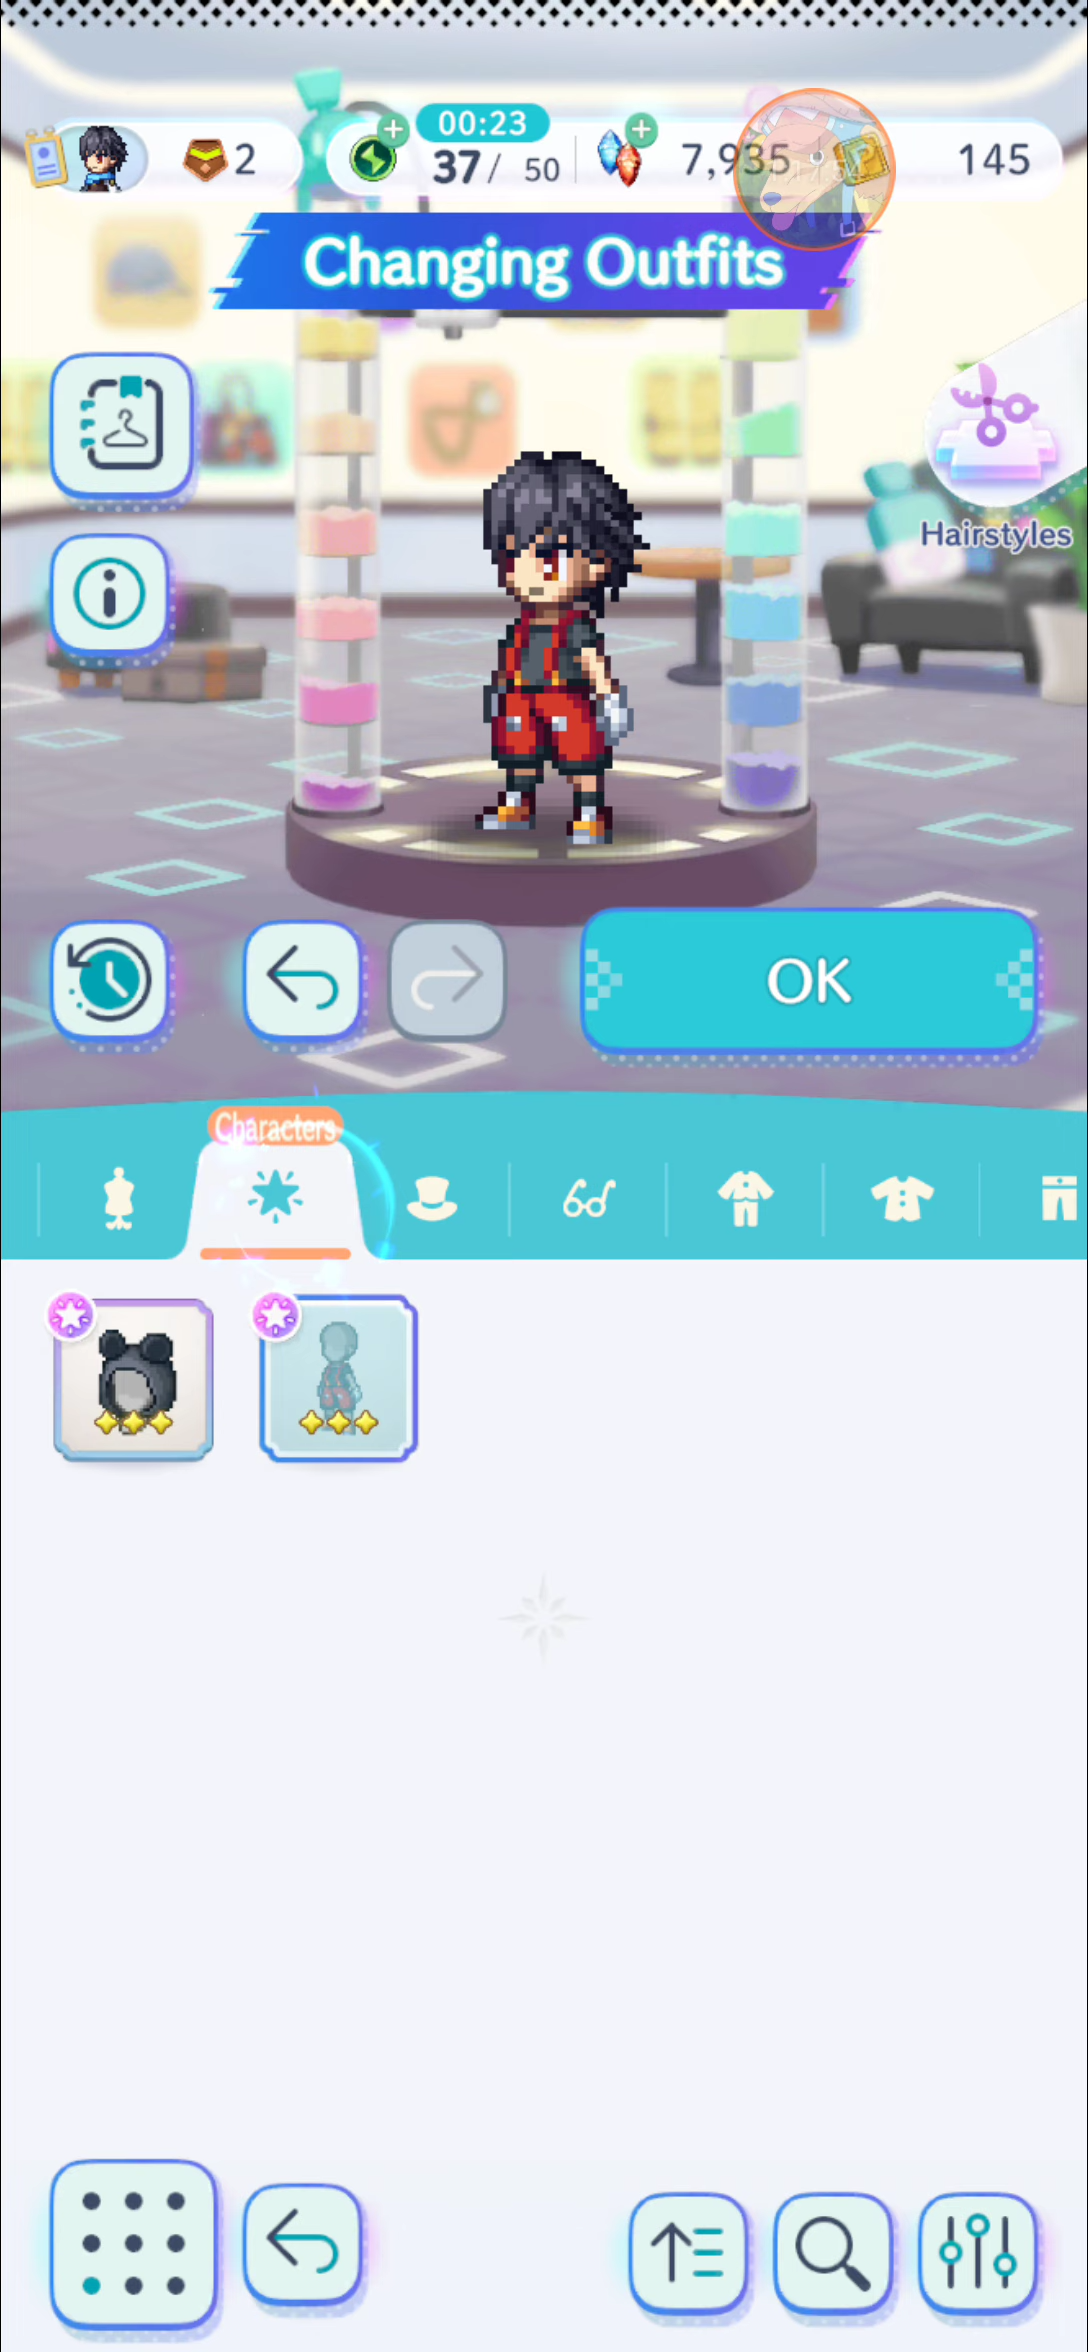 00:23
2
37/ 50
7,935
145
Changing Outfits
Hairstyles
OK
Characters